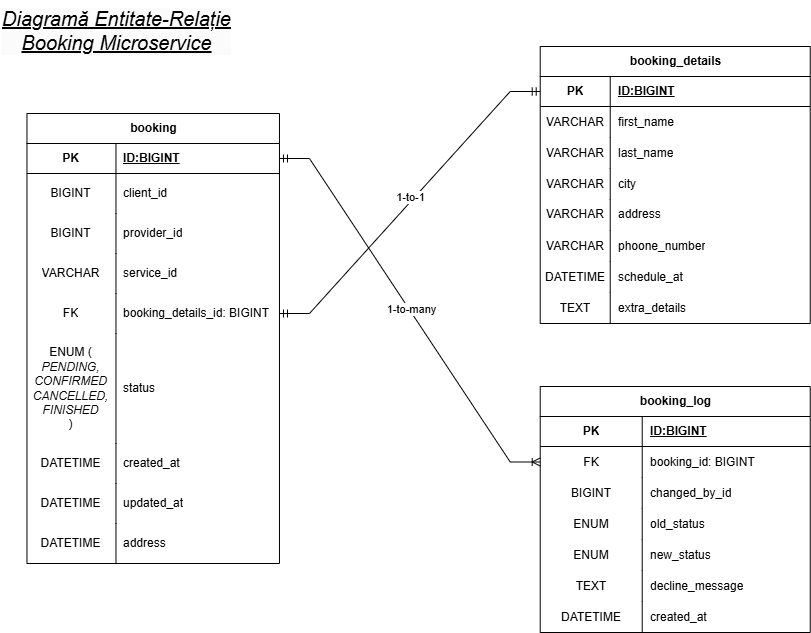 Diagramă Entitate-Relație
Booking Microservice
booking
PK ID:BIGINT
BIGINT client_id
BIGINT provider_id
VARCHAR service_id
FK booking_details_id: BIGINT
ENUM (
PENDING,
CONFIRMED
CANCELLED,
FINISHED
)
status
DATETIME created_at
DATETIME updated_at
DATETIME address
1-to-1
1-to-many
booking_details
PK ID:BIGINT
VARCHAR first_name
VARCHAR last_name
VARCHAR city
VARCHAR address
VARCHAR phoone_number
DATETIME schedule_at
TEXT extra_details
booking_log
PK ID:BIGINT
FK booking_id: BIGINT
BIGINT changed_by_id
ENUM old_status
ENUM new_status
TEXT decline_message
DATETIME created_at